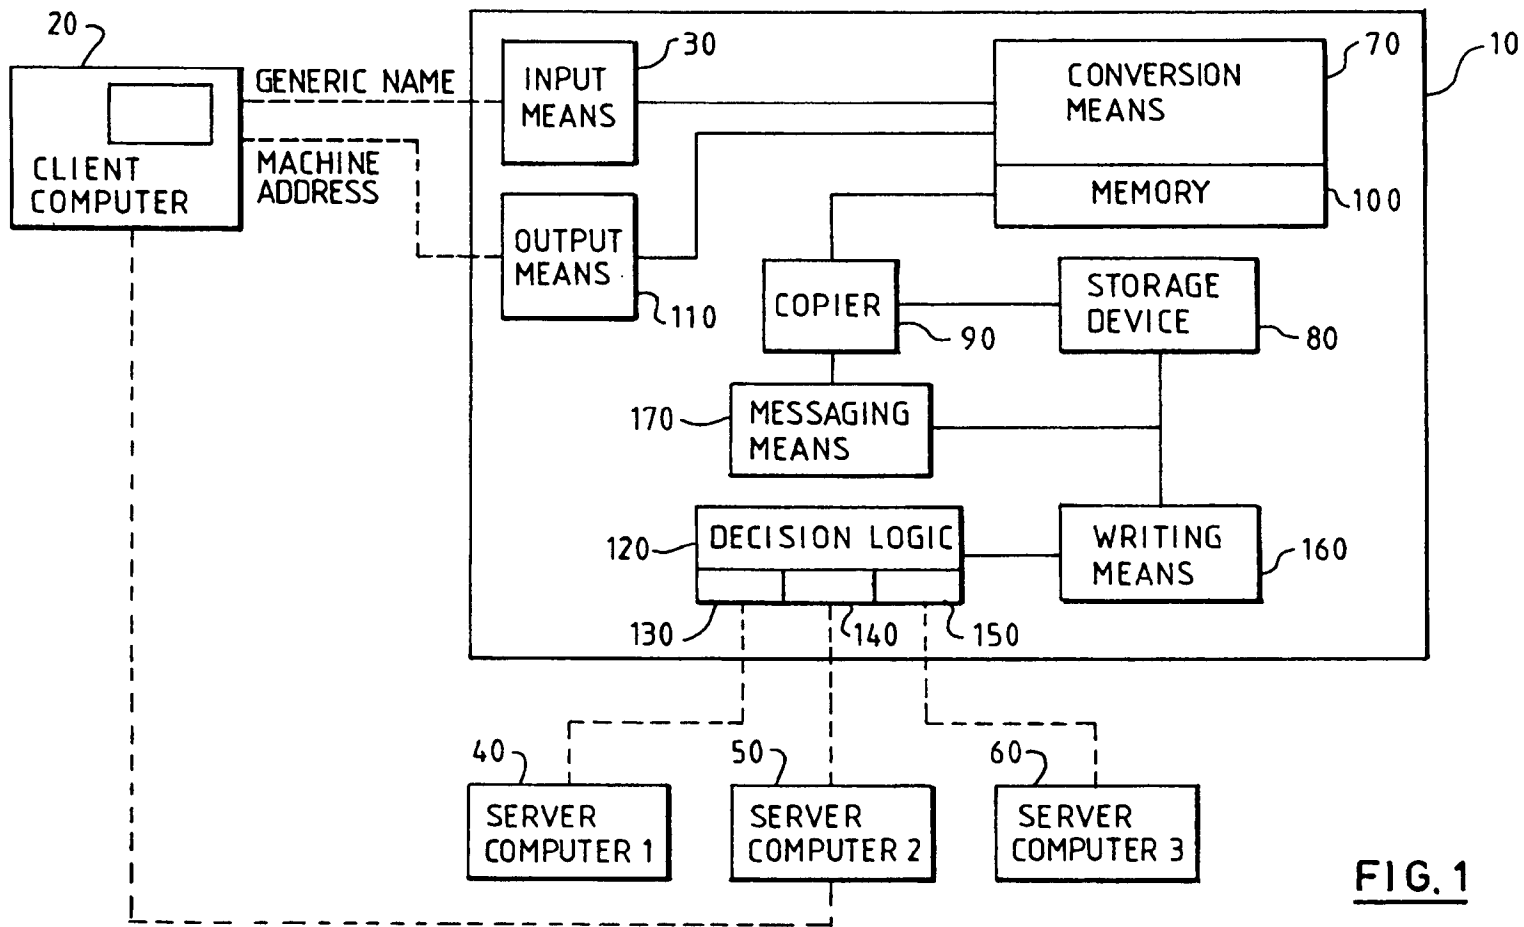 20
GENERIC NAME
CLIENT
COMPUTER
MACHINE
ADDRESS
INPUT
MEANS
30
CONVERSION
MEANS
70
10
MEMORY
100
OUTPUT
MEANS
110
COPIER
90
STORAGE
DEVICE
80
170
MESSAGING
MEANS
120
DECISION LOGIC
WRITING
MEANS
160
130
140
150
40
SERVER
COMPUTER 1
50
SERVER
COMPUTER 2
60
SERVER
COMPUTER 3
FIG. 1